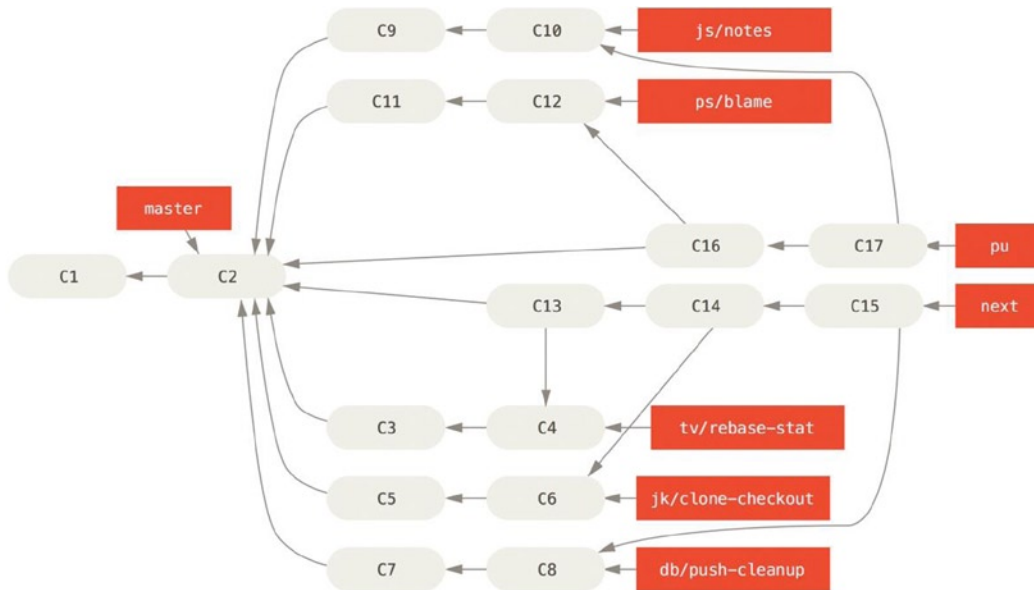 C9 C10 js/notes
C11 C12 ps/blame
master
C16 C17 pu
C1 C2
C13 C14 C15 next
C3 C4 tv/rebase-stat
C5 C6 jk/clone-checkout
C7 C8 db/push-cleanup